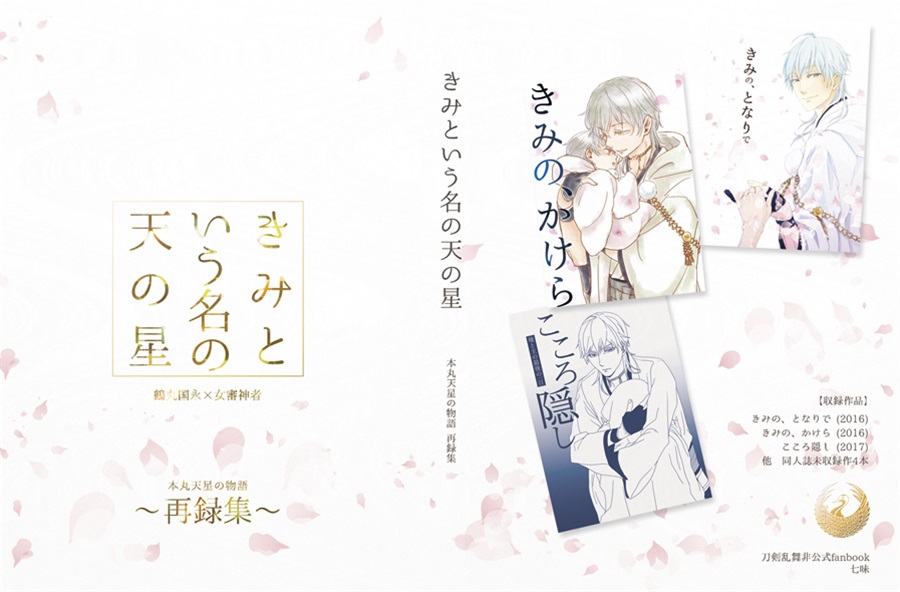 きみと
いう名の
天の星
鶴丸国永×女審神者
本丸天星の物語
〜再録集〜
きみという名の天の星
本丸天星の物語 再録集
きみの、かけら
きみの、となりで
こころ隠し
【収録作品】
きみの、となりで (2016)
きみの、かけら (2016)
こころ隠し (2017)
他 同人誌未収録作4本
刀剣乱舞非公式fanbook
七味